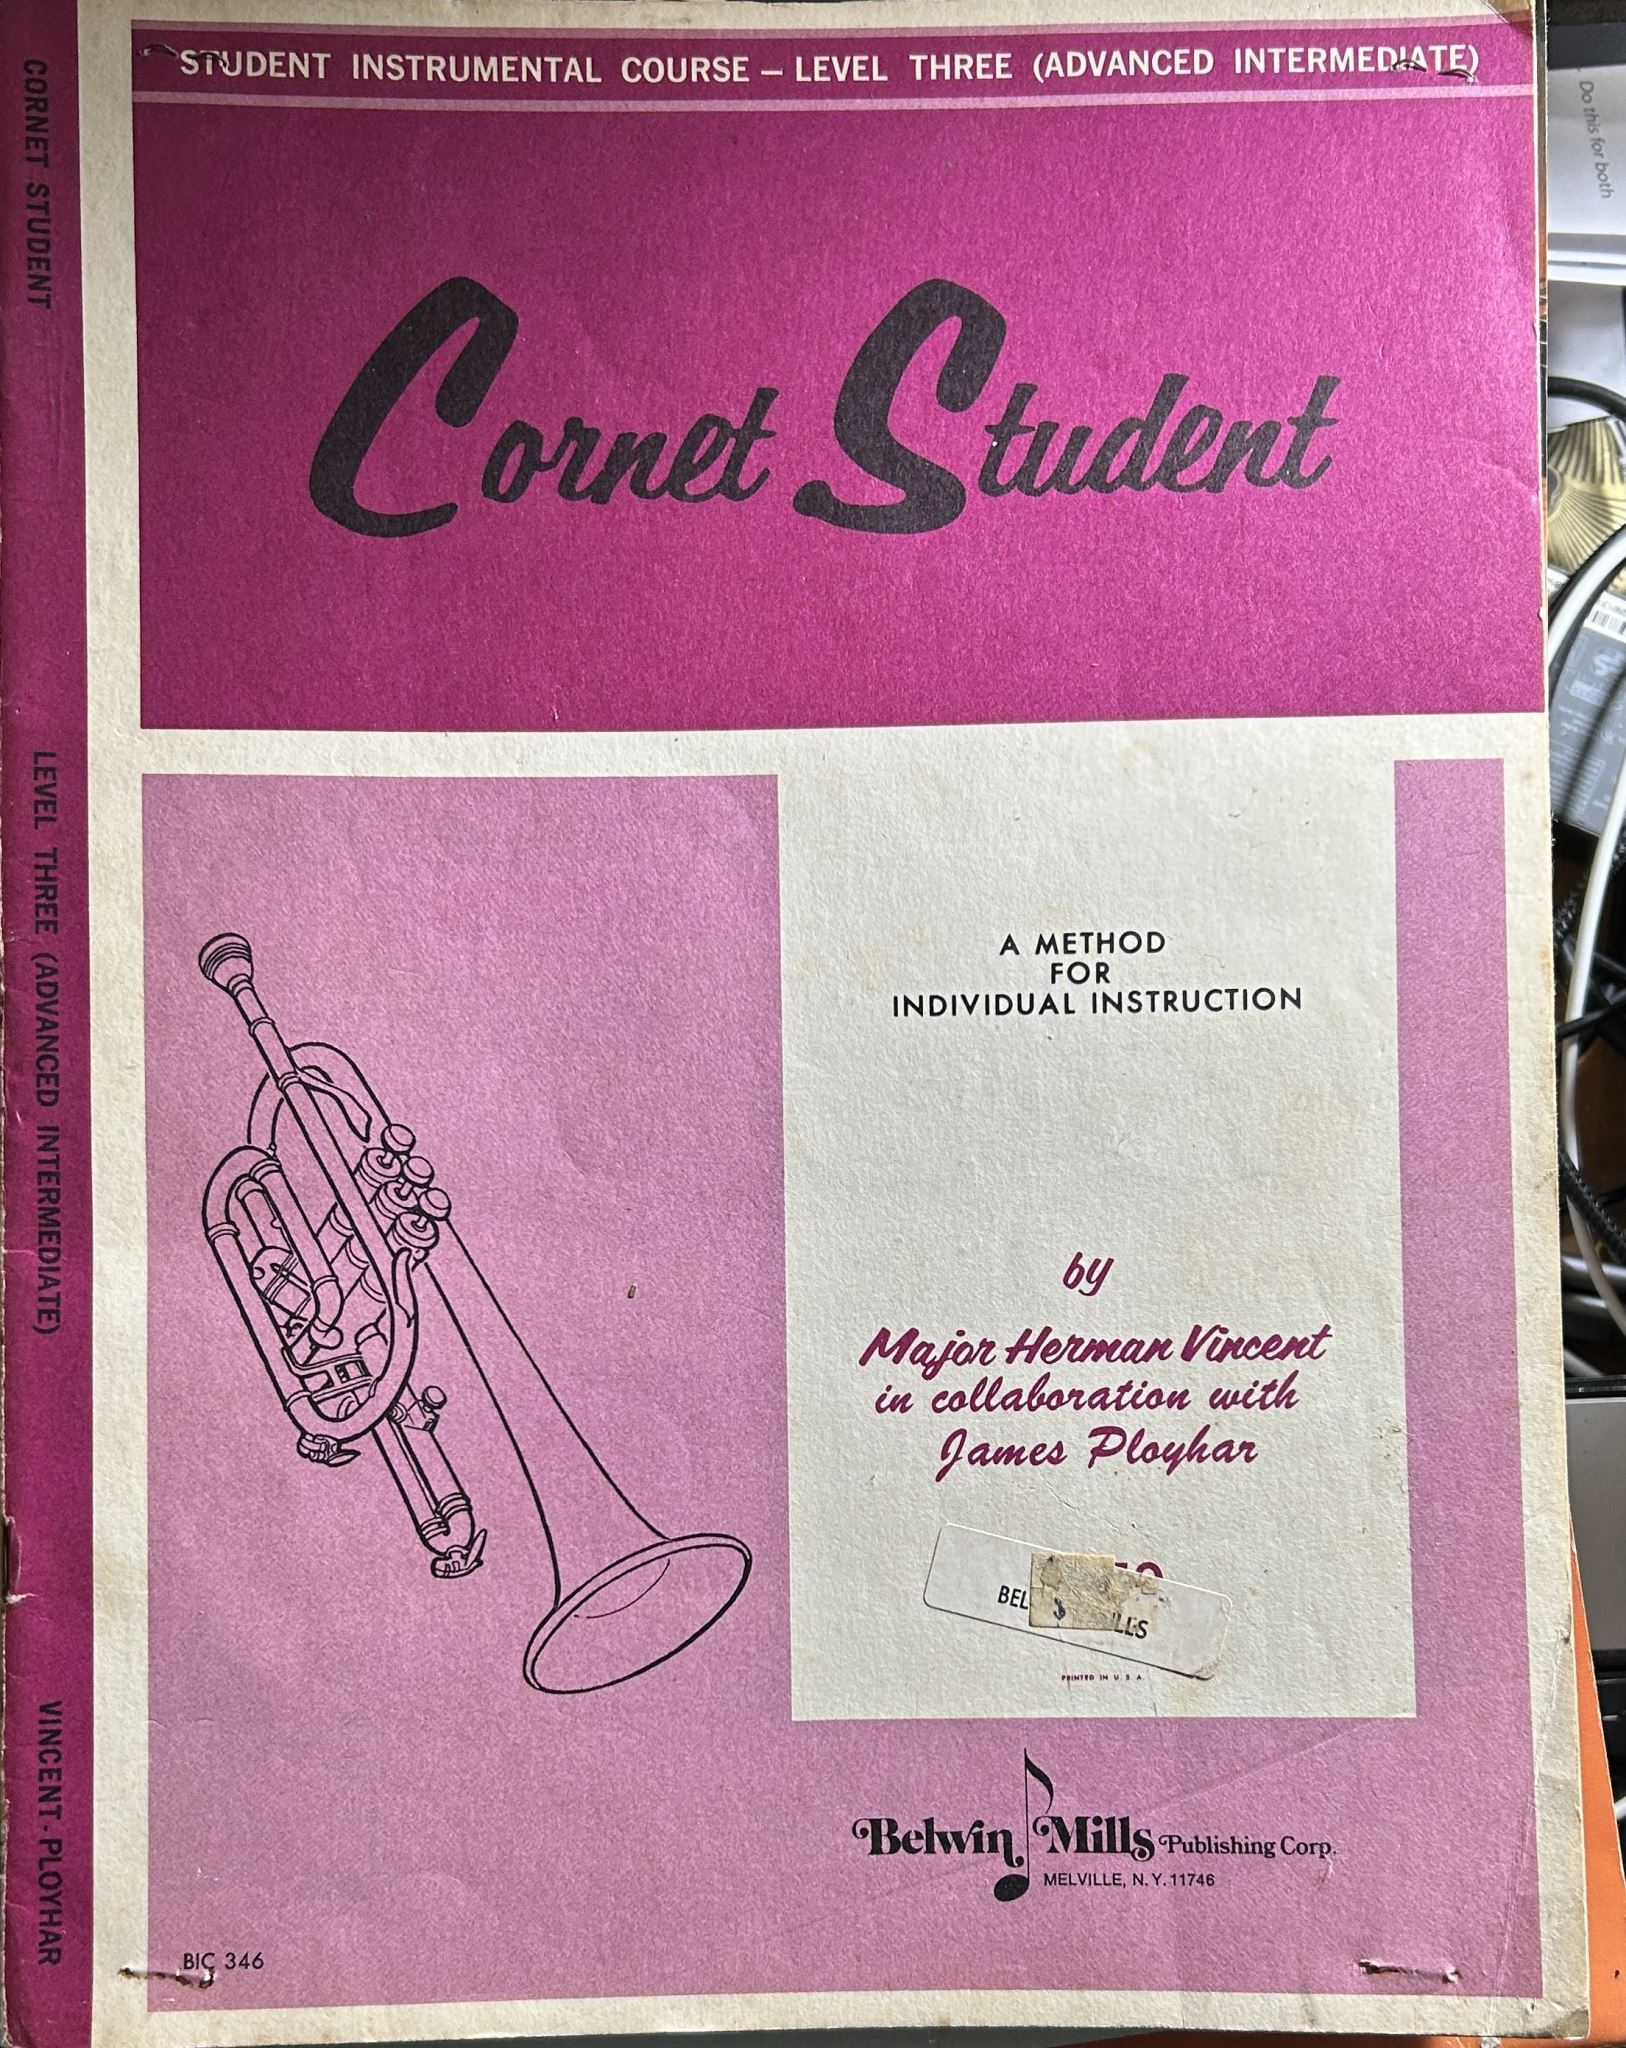 STUDENT INSTRUMENTAL COURSE – LEVEL THREE (ADVANCED INTERMEDIATE)
CORNET STUDENT
LEVEL THREE (ADVANCED INTERMEDIATE)
VINCENT · PLOYHAR
Cornet Student
A METHOD
FOR
INDIVIDUAL INSTRUCTION
by
Major Herman Vincent
in collaboration with
James Ployhar
PRINTED IN U. S. A.
Belwin Mills Publishing Corp.
MELVILLE, N. Y. 11746
BIC 346
Do this for both